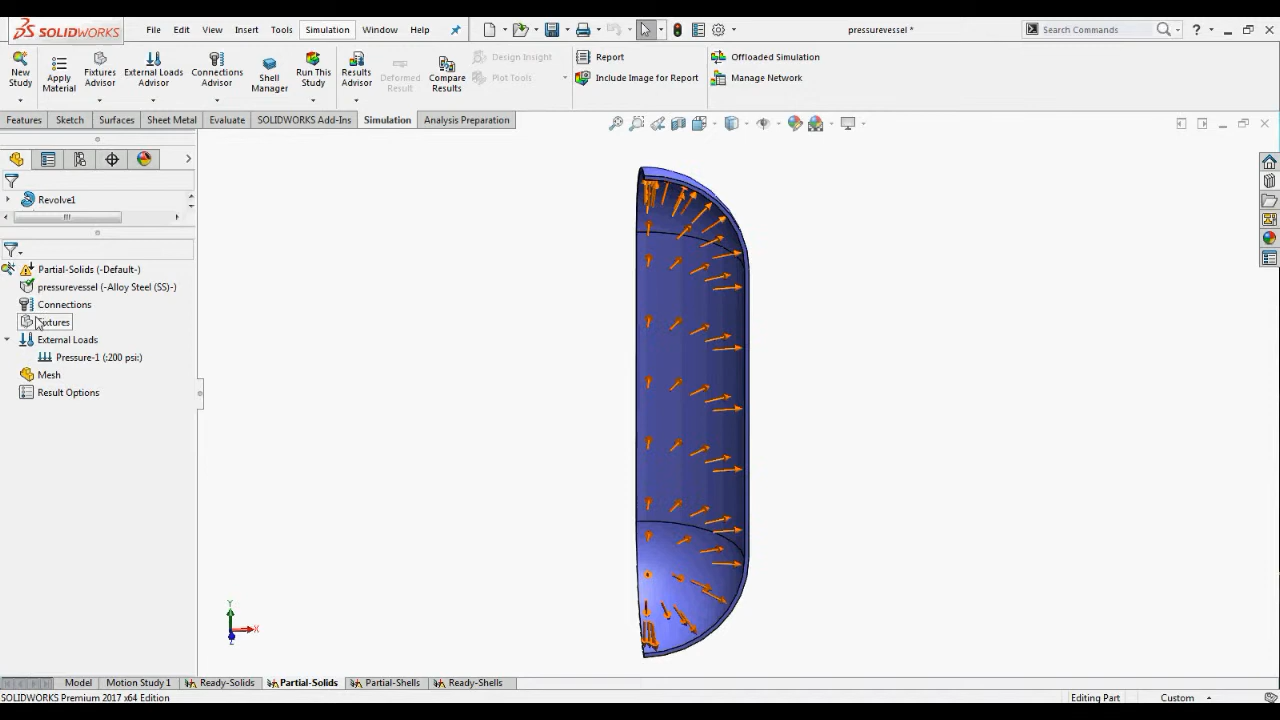 SOLIDWORKS File Edit View Insert Tools Simulation Window Help pressurevessel * Search Commands ?
New Study
Apply Material
Fixtures Advisor
External Loads Advisor
Connections Advisor
Shell Manager
Run This Study
Results Advisor
Deformed Result
Compare Results
Design Insight
Plot Tools
Report
Include Image for Report
Offloaded Simulation
Manage Network
Features Sketch Surfaces Sheet Metal Evaluate SOLIDWORKS Add-Ins Simulation Analysis Preparation
Revolve1
Partial-Solids (-Default-)
pressurevessel (-Alloy Steel (SS)-)
Connections
External Loads
Pressure-1 (:200 psi:)
Mesh
Result Options
Y
X
Z
Model Motion Study 1 Ready-Solids Partial-Solids Partial-Shells Ready-Shells
SOLIDWORKS Premium 2017 x64 Edition Editing Part Custom